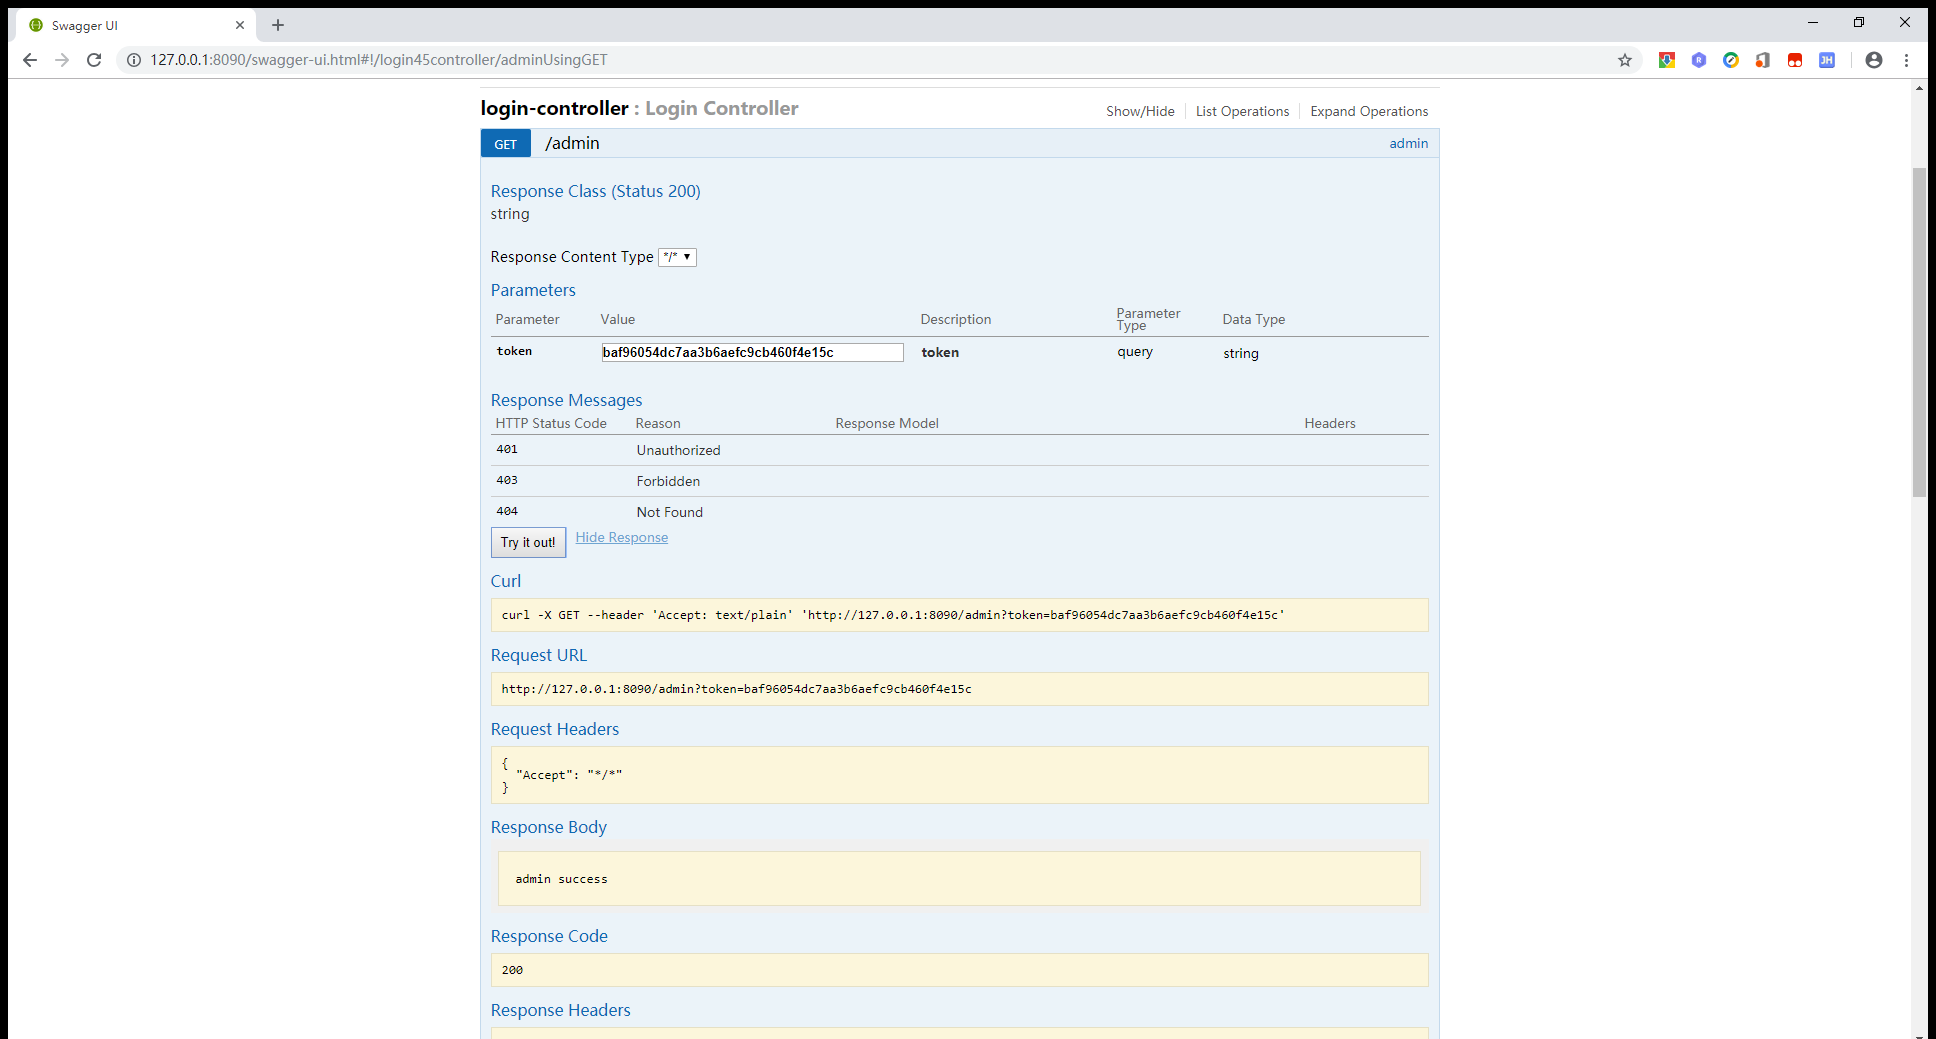 Swagger UI
127.0.0.1:8090/swagger-ui.html#!/login45controller/adminUsingGET
R
JH
login-controller : Login Controller
Show/Hide
List Operations
Expand Operations
GET
/admin
admin
Response Class (Status 200)
string
Response Content Type */*
Parameters
Parameter
Value
Description
Parameter Type
Data Type
token
baf96054dc7aa3b6aefc9cb460f4e15c
token
query
string
Response Messages
HTTP Status Code
Reason
Response Model
Headers
401
Unauthorized
403
Forbidden
404
Not Found
Try it out!
Hide Response
Curl
curl -X GET --header 'Accept: text/plain' 'http://127.0.0.1:8090/admin?token=baf96054dc7aa3b6aefc9cb460f4e15c'
Request URL
http://127.0.0.1:8090/admin?token=baf96054dc7aa3b6aefc9cb460f4e15c
Request Headers
{
"Accept": "*/*"
}
Response Body
admin success
Response Code
200
Response Headers